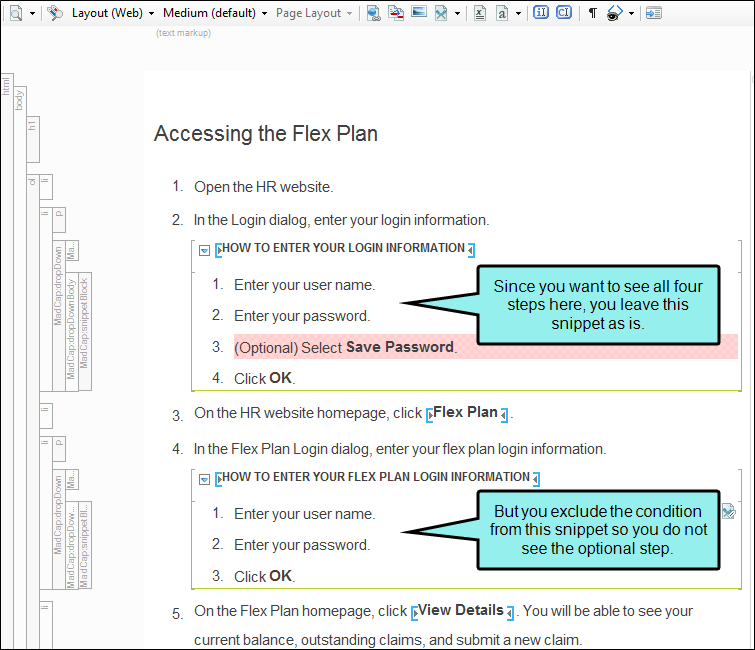 Layout (Web) Medium (default) Page Layout
(text markup)
html
body
h1
Accessing the Flex Plan
ol
li
1. Open the HR website.
li
p
2. In the Login dialog, enter your login information.
MadCap:dropDown
Ma...
MadCap:dropDownBody
MadCap:snippetBlock
HOW TO ENTER YOUR LOGIN INFORMATION
1. Enter your user name.
2. Enter your password.
3. (Optional) Select Save Password.
4. Click OK.
Since you want to see all four
steps here, you leave this
snippet as is.
li
3. On the HR website homepage, click Flex Plan.
li
p
4. In the Flex Plan Login dialog, enter your flex plan login information.
MadCap:dropDown
Ma...
MadCap:dropDow...
MadCap:snippetBl...
HOW TO ENTER YOUR FLEX PLAN LOGIN INFORMATION
1. Enter your user name.
2. Enter your password.
3. Click OK.
But you exclude the condition
from this snippet so you do not
see the optional step.
li
5. On the Flex Plan homepage, click View Details. You will be able to see your
current balance, outstanding claims, and submit a new claim.